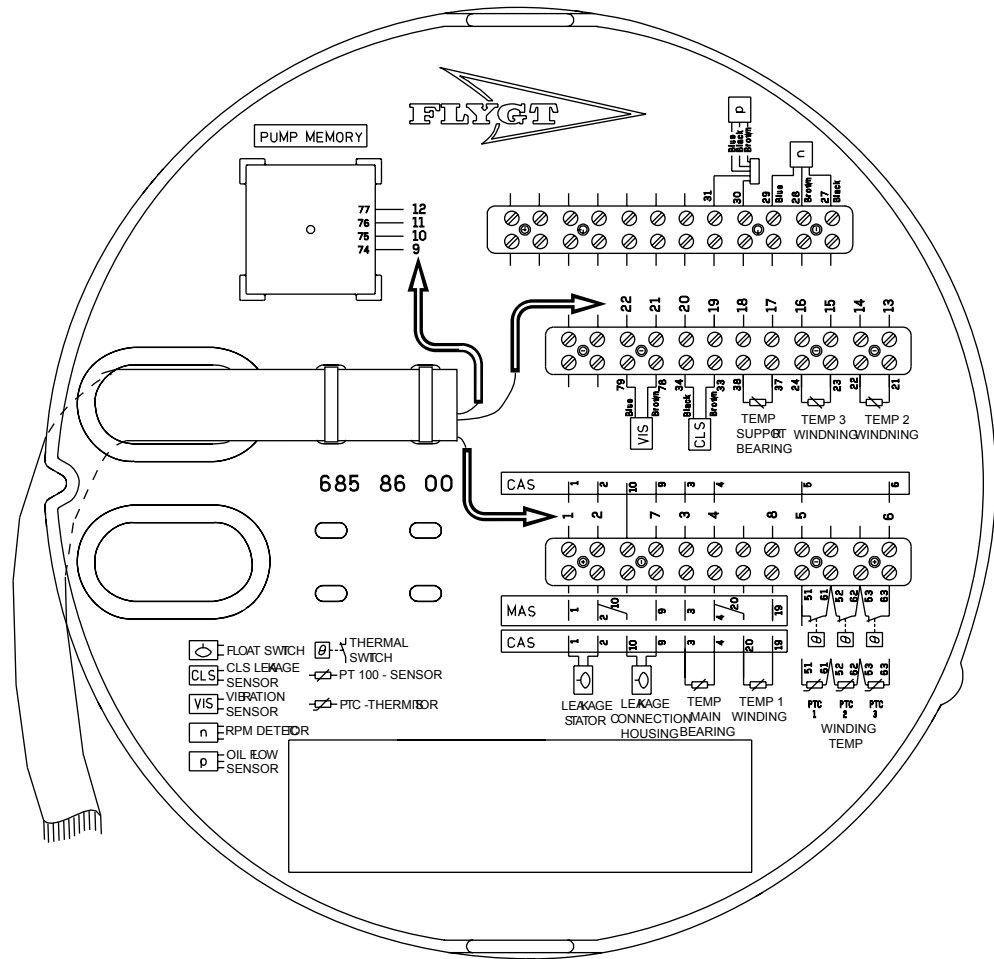 FLYGT
PUMP MEMORY
77 12
76 11
75 10
74 9
p
Blue
Black
Brown
n
31 30 29 28 27
Blue Brown Black
22 21 20 19 18 17 16 15 14 13
79 78 34 33 38 37 24 23 22 21
Blue Brown Black Brown
VIS CLS
TEMP
SUPPORT
BEARING
TEMP 3
WINDNING
TEMP 2
WINDNING
685 86 00
CAS 1 2 10 9 3 4 5 6
1 2 7 3 4 8 5 6
MAS 1 2 10 9 3 4 20 19
CAS 1 2 10 9 3 4 20 19
51 61 52 62 53 63
θ θ θ
51 61 52 62 53 63
PTC 1
PTC 2
PTC 3
WINDING
TEMP
LEAKAGE
STATOR
LEAKAGE
CONNECTION
HOUSING
TEMP
MAIN
BEARING
TEMP 1
WINDING
FLOAT SWITCH
CLS CLS LEKAGE
SENSOR
VIS VIBRATION
SENSOR
n RPM DETECTOR
p OIL FLOW
SENSOR
θ THERMAL
SWITCH
PT 100 - SENSOR
PTC -THERMISTOR